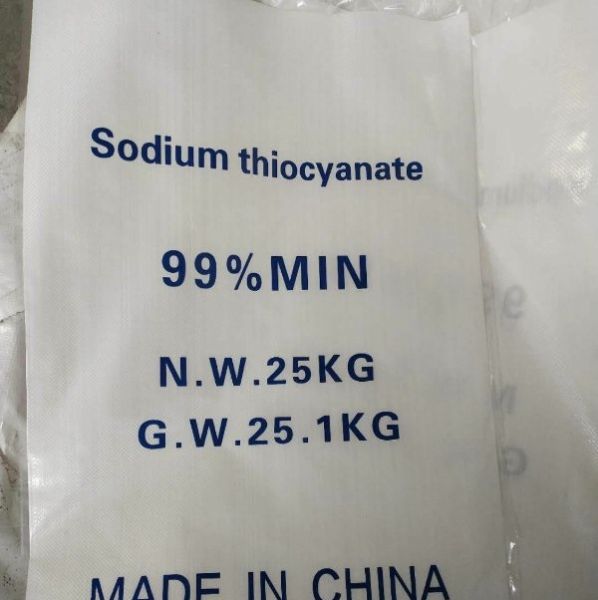 Sodium thiocyanate
99%MIN
N.W.25KG
G.W.25.1KG
MADE IN CHINA